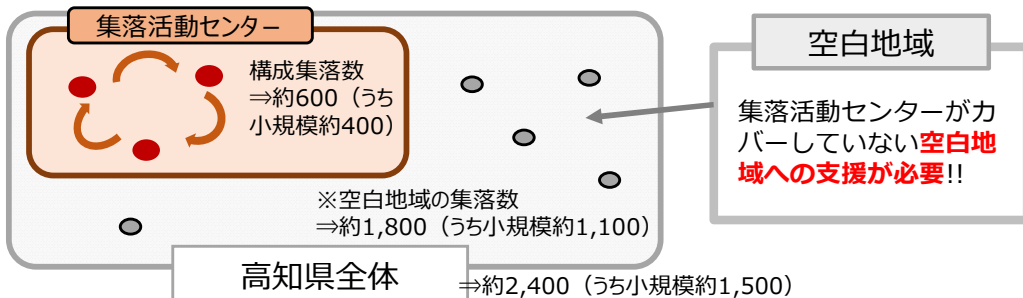 集落活動センター
構成集落数
⇒約600（うち
小規模約400）
※空白地域の集落数
⇒約1,800（うち小規模約1,100）
高知県全体
⇒約2,400（うち小規模約1,500）
空白地域
集落活動センターがカ
バーしていない空白地
域への支援が必要!!